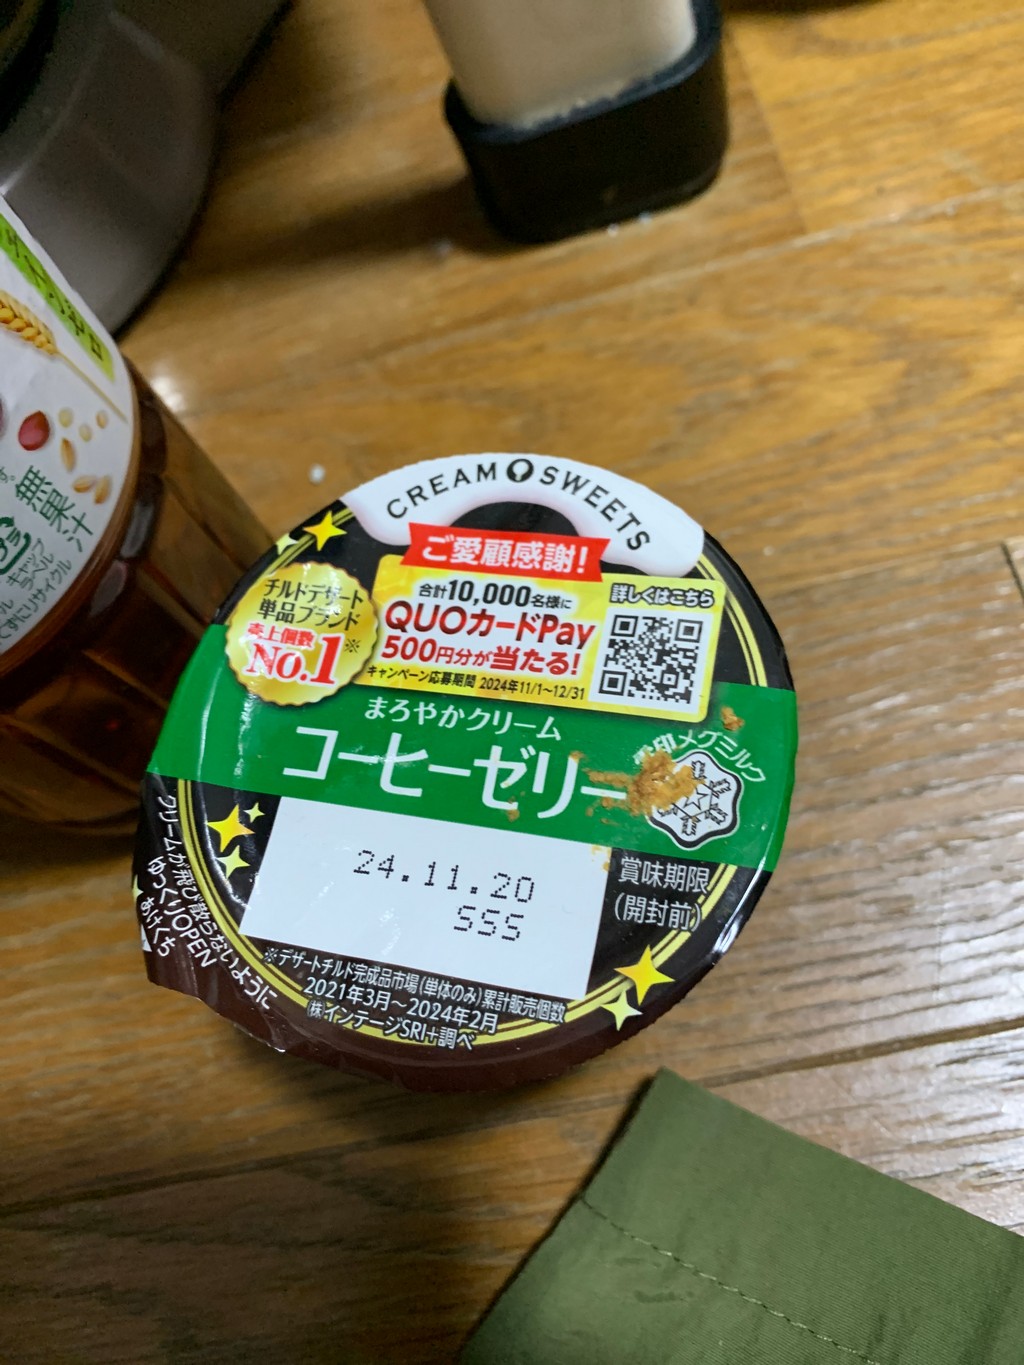 CREAM SWEETS
ご愛顧感謝!
合計10,000名様に
QUOカードPay
500円分が当たる!
キャンペーン応募期間 2024年11/1〜12/31
詳しくはこちら
チルドデザート
単品ブランド
売上個数
No.1※
まろやかクリーム
コーヒーゼリー
雪印メグミルク
24.11.20
SSS
賞味期限
(開封前)
※デザートチルド完成品市場(単体のみ)累計販売個数
2021年3月〜2024年2月
㈱インテージSRI+調べ
クリームが飛び散らないように
ゆっくりOPEN
あけくち
無果汁
キャップ
ラベル